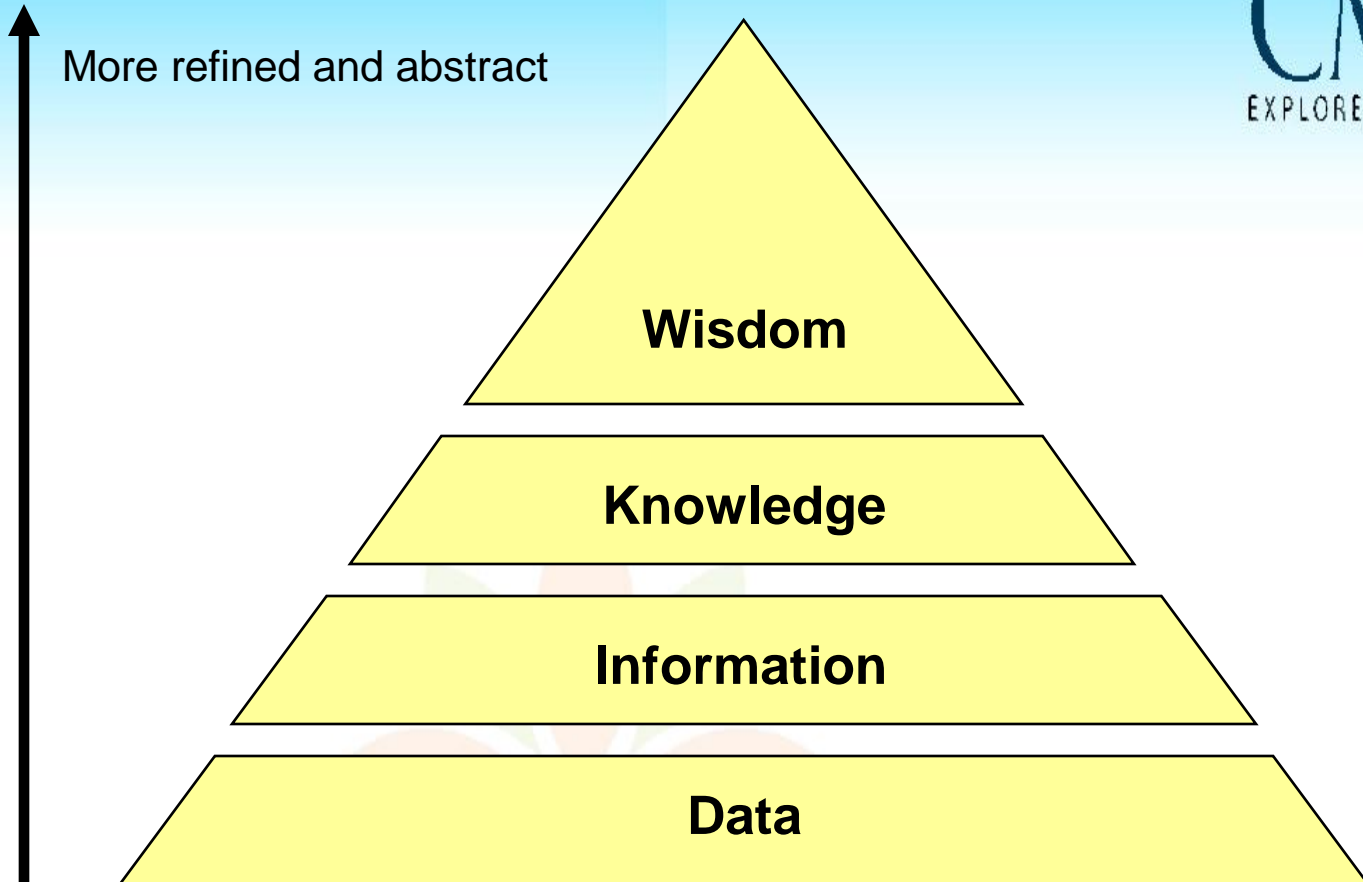 More refined and abstract
EXPLORE
Wisdom
Knowledge
Information
Data